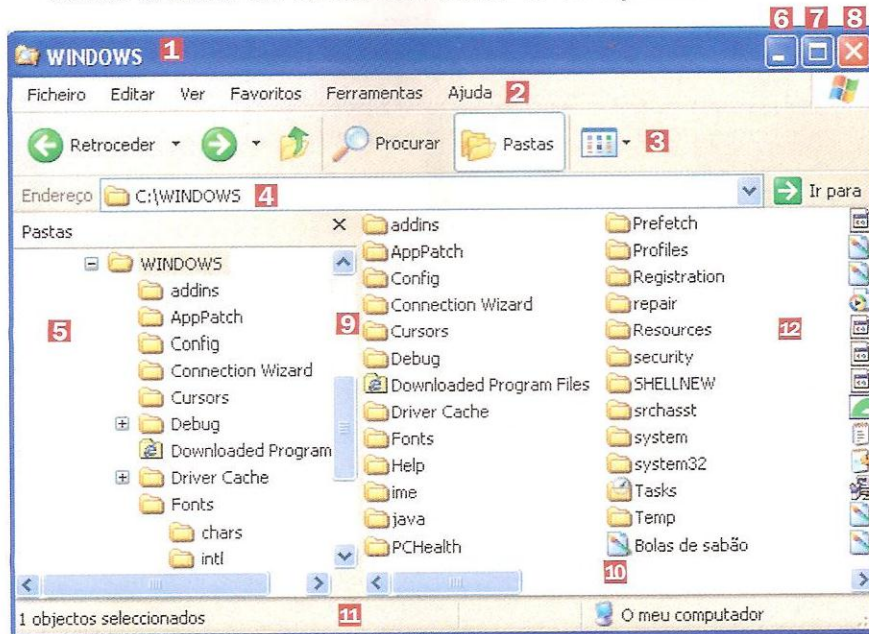 6 7 8
WINDOWS 1
Ficheiro Editar Ver Favoritos Ferramentas Ajuda 2
Retroceder Procurar Pastas 3
Endereço C:\WINDOWS 4 Ir para
Pastas
WINDOWS
addins
AppPatch
5
Config
Connection Wizard
Cursors
Debug
Downloaded Program
Driver Cache
Fonts
chars
intl
addins
AppPatch
Config
Connection Wizard
9
Cursors
Debug
Downloaded Program Files
Driver Cache
Fonts
Help
ime
java
PCHealth
Prefetch
Profiles
Registration
repair
Resources
12
security
SHELLNEW
srchasst
system
system32
Tasks
Temp
Bolas de sabão
10
1 objectos seleccionados 11 O meu computador